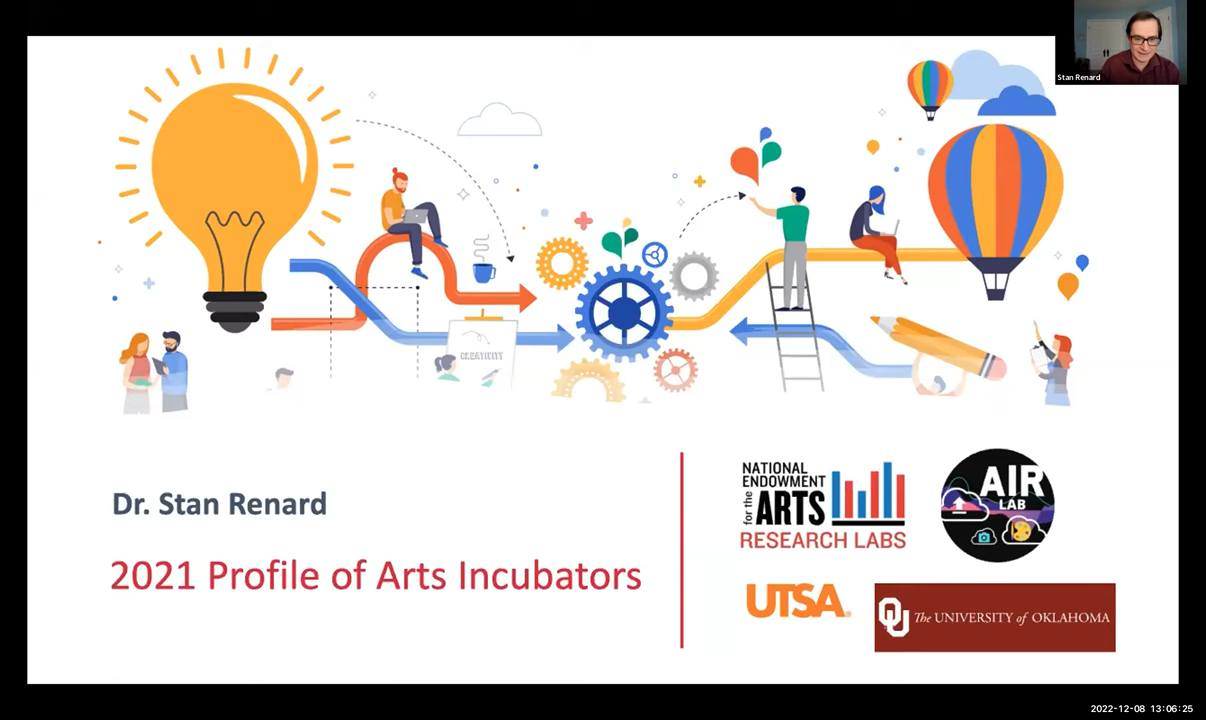 Stan Renard
CREATIVITY
Dr. Stan Renard
2021 Profile of Arts Incubators
NATIONAL
ENDOWMENT
for the
ARTS
RESEARCH LABS
AIR
LAB
UTSA®
OU The UNIVERSITY of OKLAHOMA
2022-12-08 13:06:25